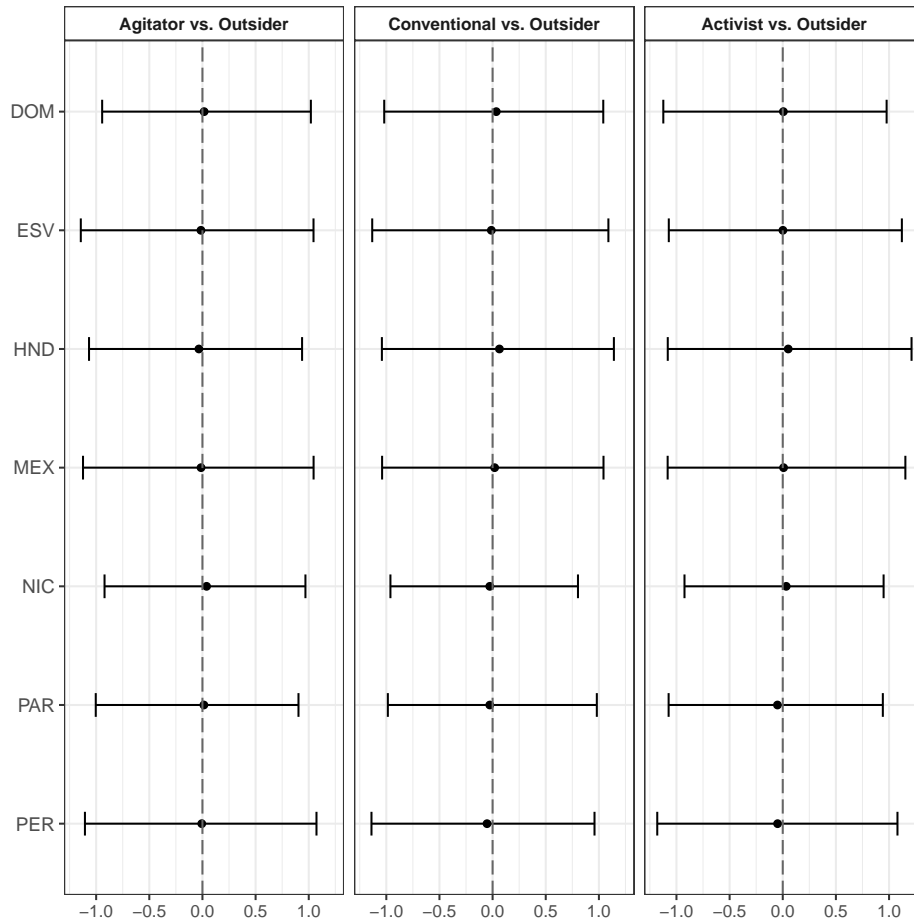 Agitator vs. Outsider Conventional vs. Outsider Activist vs. Outsider
DOM
ESV
HND
MEX
NIC
PAR
PER
−1.0 −0.5 0.0 0.5 1.0 −1.0 −0.5 0.0 0.5 1.0 −1.0 −0.5 0.0 0.5 1.0